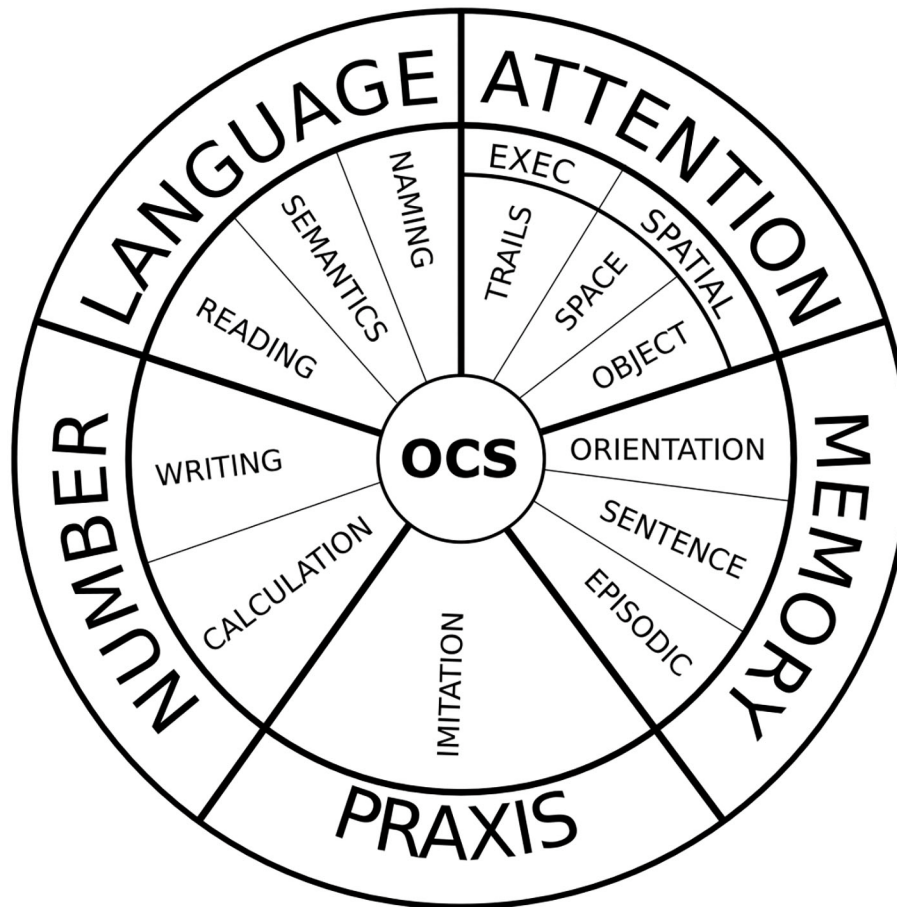 LANGUAGE
NAMING
SEMANTICS
READING
ATTENTION
EXEC
TRAILS
SPATIAL
SPACE
OBJECT
MEMORY
ORIENTATION
SENTENCE
EPISODIC
PRAXIS
IMITATION
NUMBER
WRITING
CALCULATION
OCS